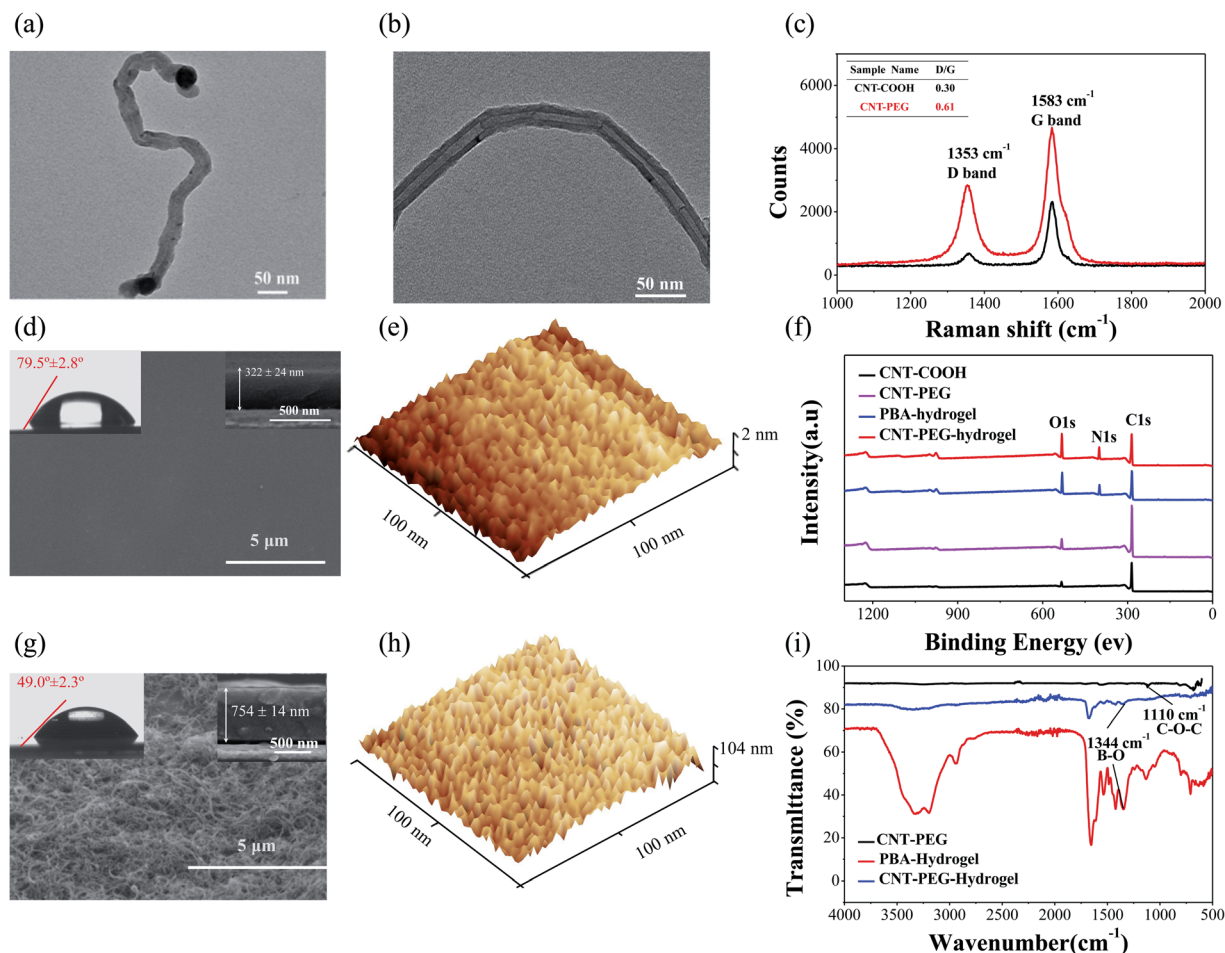 (a)
50 nm
(b)
50 nm
(c)
Sample Name D/G
CNT-COOH 0.30
CNT-PEG 0.61
1353 cm-1
D band
1583 cm-1
G band
Counts
6000
4000
2000
0
1000 1200 1400 1600 1800 2000
Raman shift (cm-1)
(d)
79.5º±2.8º
322 ± 24 nm
500 nm
5 µm
(e)
2 nm
100 nm
100 nm
(f)
CNT-COOH
CNT-PEG
PBA-hydrogel
CNT-PEG-hydrogel
O1s
N1s
C1s
Intensity(a.u)
1200 900 600 300 0
Binding Energy (ev)
(g)
49.0º±2.3º
754 ± 14 nm
500 nm
5 µm
(h)
104 nm
100 nm
100 nm
(i)
100
80
60
40
20
0
TransmIttance (%)
1110 cm-1
C-O-C
1344 cm-1
B-O
CNT-PEG
PBA-Hydrogel
CNT-PEG-Hydrogel
4000 3500 3000 2500 2000 1500 1000 500
Wavenumber(cm-1)